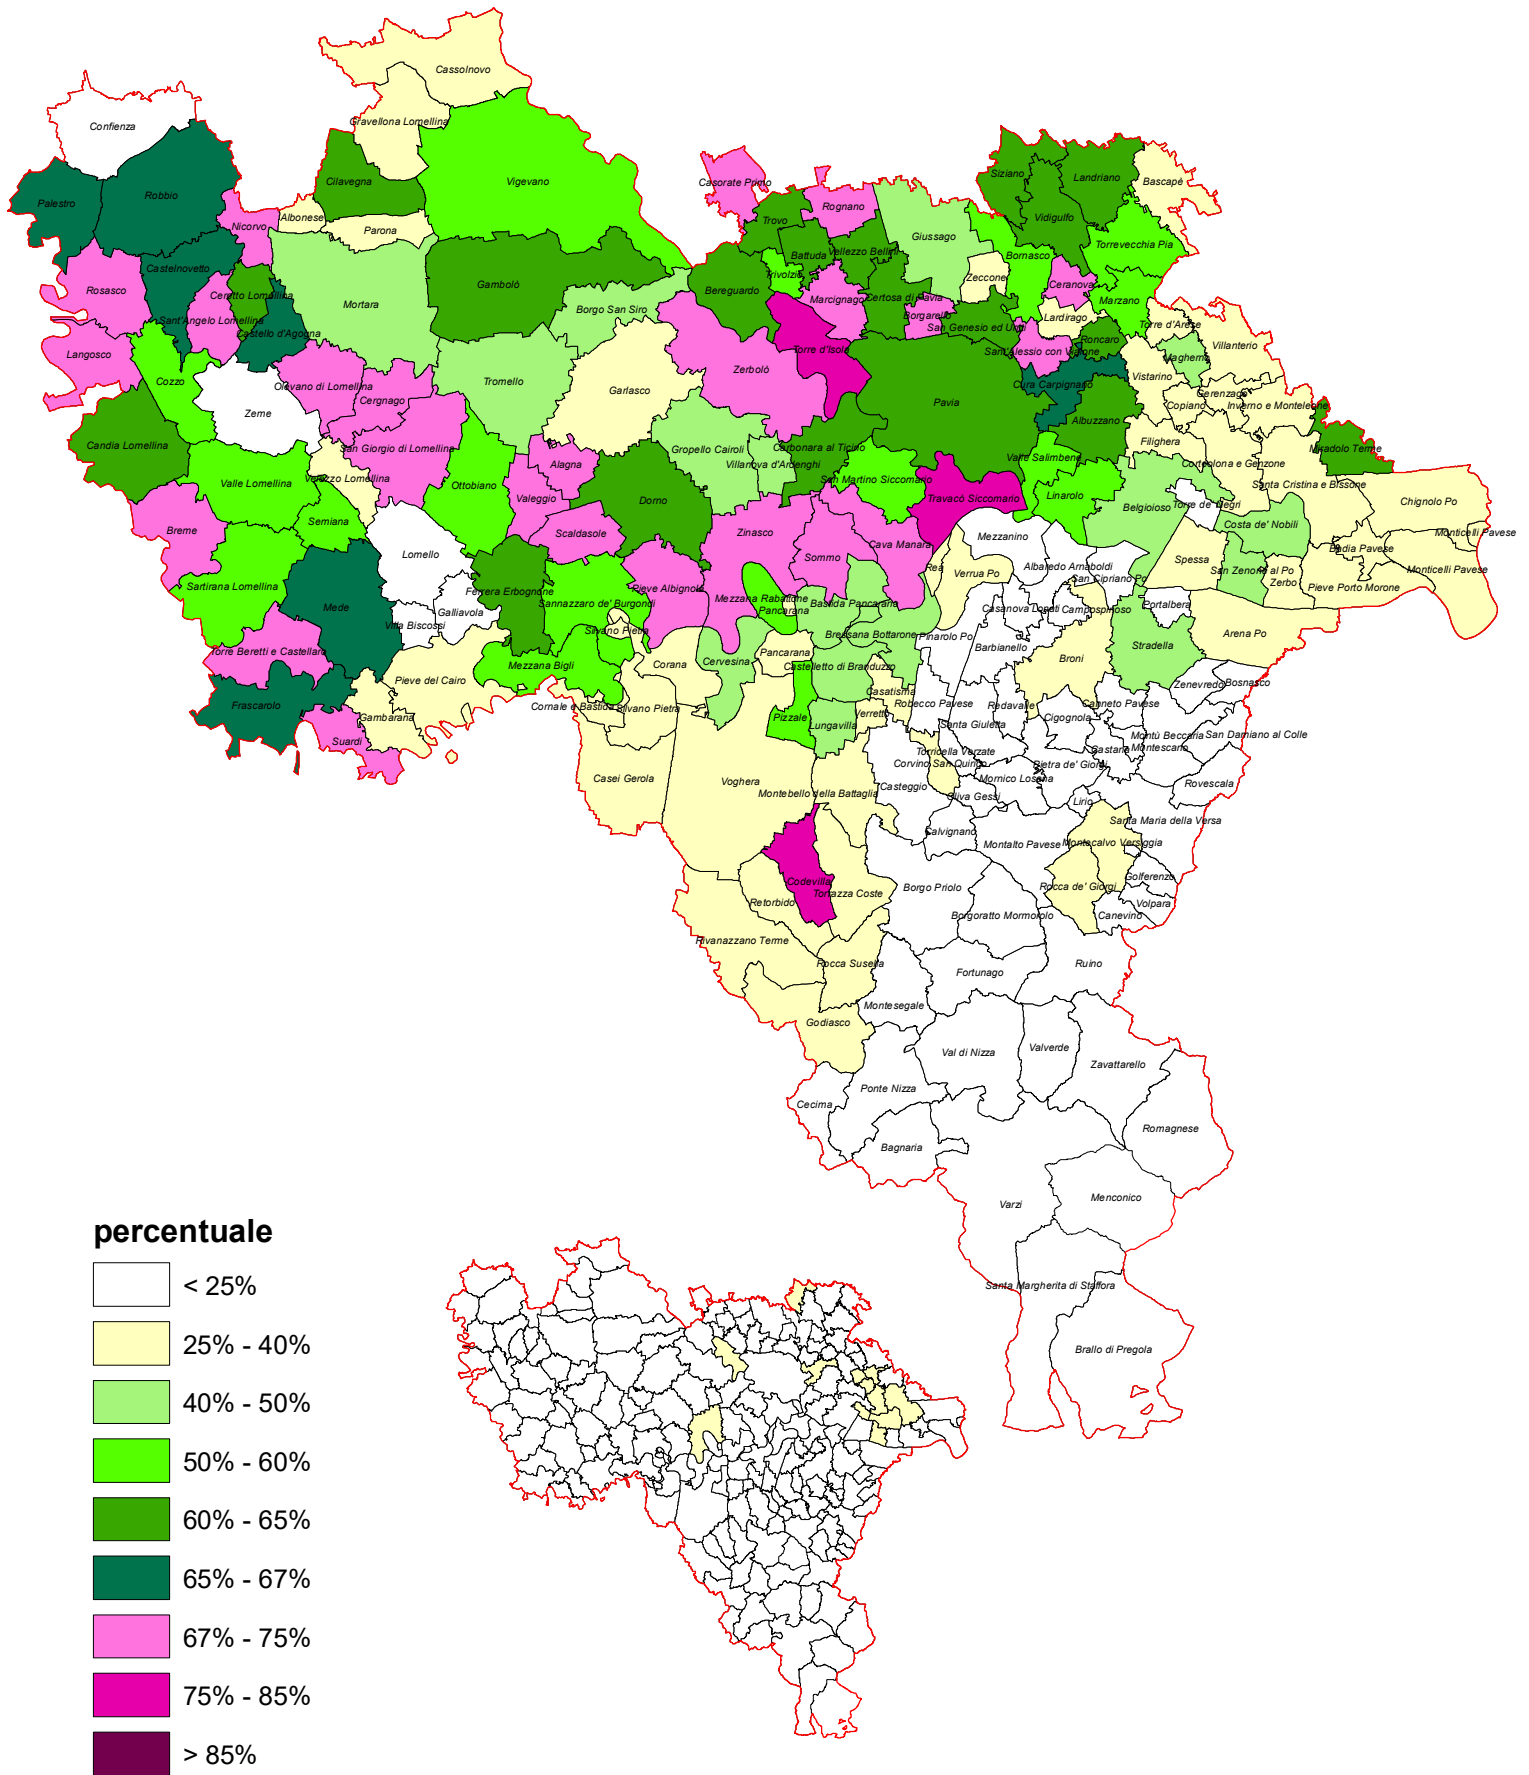 Cassolnovo
Confienza
Gravellona Lomellina
Casorate Primo
Cilavegna
Vigevano
Landriano
Siziano
Bascapè
Palestro
Robbio
Rognano
Albonese
Parona
Nicorvo
Trovo
Vidigulfo
Giussago
Torrevecchia Pia
Battuda
Vellezzo Bellini
Bornasco
Castelnovetto
Trivolzio
Zeccone
Ceranova
Rosasco
Gambolò
Bereguardo
Ceretto Lomellina
Mortara
Marcignago
Certosa di Pavia
Marzano
Borgo San Siro
Borgarello
Lardirago
Sant'Angelo Lomellina
Torre d'Arese
Castello d'Agogna
San Genesio ed Uniti
Roncaro
Villanterio
Langosco
Torre d'Isola
Sant'Alessio con Vialone
Magherno
Zerbolò
Vistarino
Cozzo
Tromello
Olevano di Lomellina
Cura Carpignano
Garlasco
Gerenzago
Cergnago
Pavia
Copiano
Inverno e Monteleone
Zeme
Albuzzano
Candia Lomellina
San Giorgio di Lomellina
Gropello Cairoli
Carbonara al Ticino
Filighera
Miradolo Terme
Valle Salimbene
Alagna
Villanova d'Ardenghi
Corteolona e Genzone
Velezzo Lomellina
San Martino Siccomario
Valle Lomellina
Ottobiano
Santa Cristina e Bissone
Valeggio
Dorno
Travacò Siccomario
Linarolo
Chignolo Po
Torre de' Negri
Belgioioso
Semiana
Costa de' Nobili
Breme
Scaldasole
Zinasco
Monticelli Pavese
Mezzanino
Cava Manara
Badia Pavese
Lomello
Sommo
Spessa
Albaredo Arnaboldi
Rea
Verrua Po
San Zenone al Po
Monticelli Pavese
San Cipriano Po
Zerbo
Sartirana Lomellina
Ferrera Erbognone
Pieve Albignola
Pieve Porto Morone
Mezzana Rabattone
Sannazzaro de' Burgondi
Bastida Pancarana
Portalbera
Mede
Casanova Lonati
Campospinoso
Pancarana
Galliavola
Villa Biscossi
Silvano Pietra
Arena Po
Bressana Bottarone
Pinarolo Po
Barbianello
Stradella
Torre Beretti e Castellaro
Pancarana
Broni
Mezzana Bigli
Corana
Cervesina
Castelletto di Branduzzo
Pieve del Cairo
Zenevredo
Bosnasco
Casatisma
Frascarolo
Cornale e Bastida
Silvano Pietra
Robecco Pavese
Redavalle
Canneto Pavese
Gambarana
Verretto
Pizzale
Lungavilla
Cigognola
Santa Giuletta
Suardi
Montù Beccaria
San Damiano al Colle
Castana
Montescano
Torricella Verzate
Corvino San Quirico
Pietra de' Giorgi
Casei Gerola
Voghera
Mornico Losana
Casteggio
Rovescala
Montebello della Battaglia
Oliva Gessi
Lirio
Santa Maria della Versa
Calvignano
Montalto Pavese
Montecalvo Versiggia
Codevilla
Golferenzo
Borgo Priolo
Rocca de' Giorgi
Torrazza Coste
Retorbido
Volpara
Borgoratto Mormorolo
Canevino
Rivanazzano Terme
Rocca Susella
Ruino
Fortunago
Montesegale
Godiasco
Val di Nizza
Valverde
Zavattarello
Ponte Nizza
Cecima
Romagnese
Bagnaria
Menconico
Varzi
Santa Margherita di Staffora
Brallo di Pregola
percentuale
< 25%
25% - 40%
40% - 50%
50% - 60%
60% - 65%
65% - 67%
67% - 75%
75% - 85%
> 85%